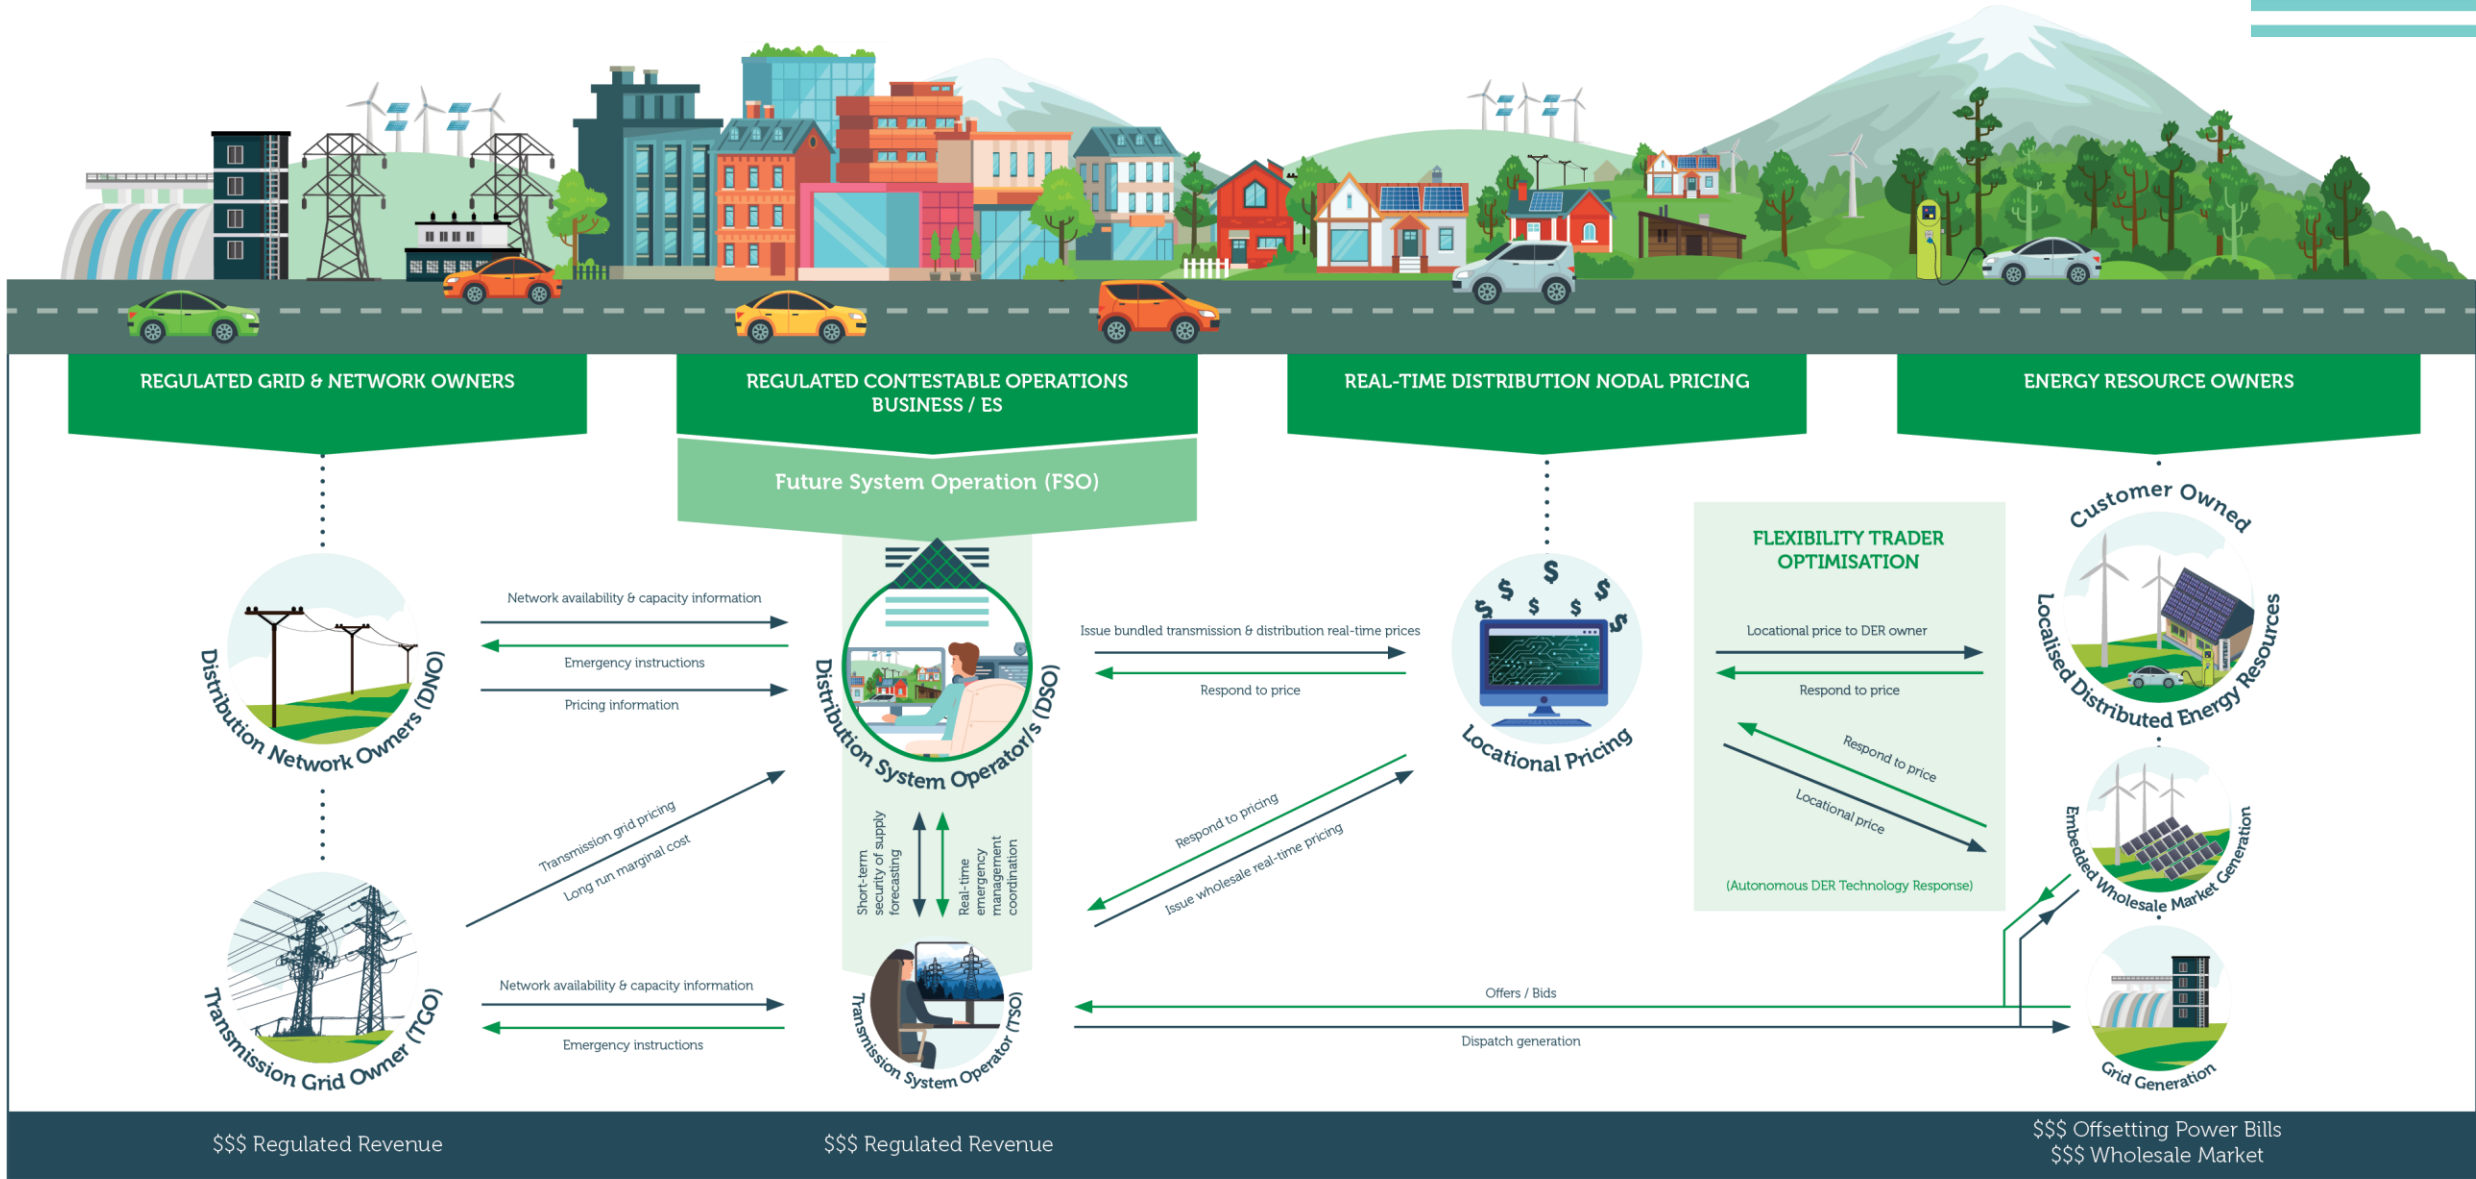 REGULATED GRID & NETWORK OWNERS
REGULATED CONTESTABLE OPERATIONS
BUSINESS / ES
REAL-TIME DISTRIBUTION NODAL PRICING
ENERGY RESOURCE OWNERS
Future System Operation (FSO)
Distribution Network Owners (DNO)
Network availability & capacity information
Emergency instructions
Pricing information
Distribution System Operator/s (DSO)
Issue bundled transmission & distribution real-time prices
Respond to price
$ $ $ $ $ $ $
Locational Pricing
FLEXIBILITY TRADER
OPTIMISATION
Locational price to DER owner
Respond to price
Respond to price
Locational price
(Autonomous DER Technology Response)
Customer Owned
Localised Distributed Energy Resources
Embedded Wholesale Market Generation
Transmission grid pricing
Long run marginal cost
Short-term
security of supply
forecasting
Real-time
emergency
management
coordination
Respond to pricing
Issue wholesale real-time pricing
Transmission Grid Owner (TGO)
Network availability & capacity information
Emergency instructions
Transmission System Operator (TSO)
Offers / Bids
Dispatch generation
Grid Generation
$$$ Regulated Revenue
$$$ Regulated Revenue
$$$ Offsetting Power Bills
$$$ Wholesale Market